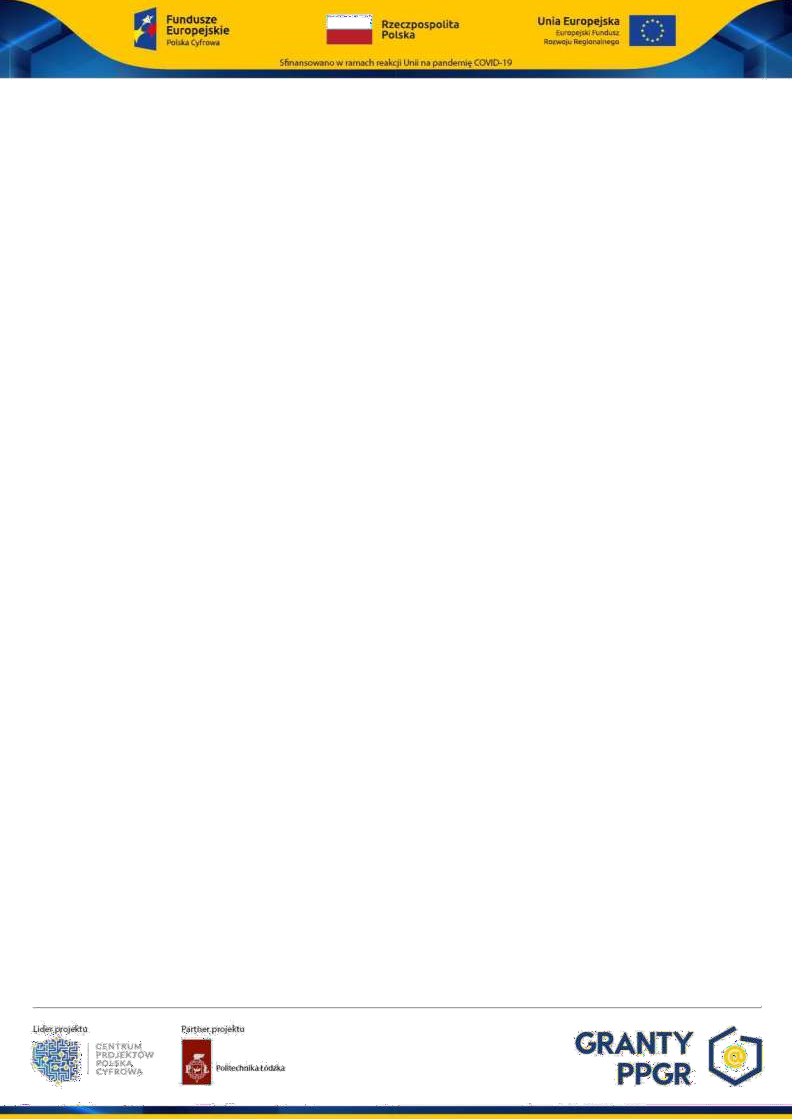 Fundusze
Europejskie
Polska Cyfrowa
Rzeczpospolita
Polska
Unia Europejska
Europejski Fundusz
Rozwoju Regionalnego
Sfinansowano w ramach reakcji Unii na pandemię COVID-19
Lider projektu
CENTRUM
PROJEKTÓW
POLSKA
CYFROWA
Partner projektu
P Ł
Politechnika Łódzka
GRANTY
PPGR
@